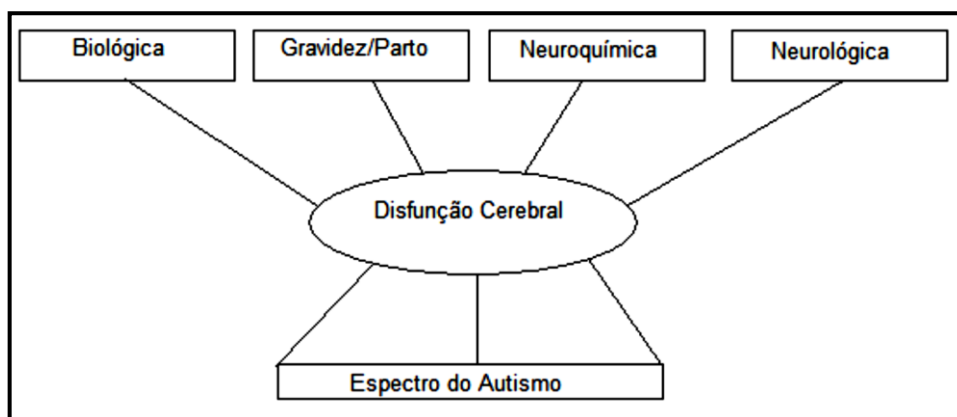 Biológica
Gravidez/Parto
Neuroquímica
Neurológica
Disfunção Cerebral
Espectro do Autismo